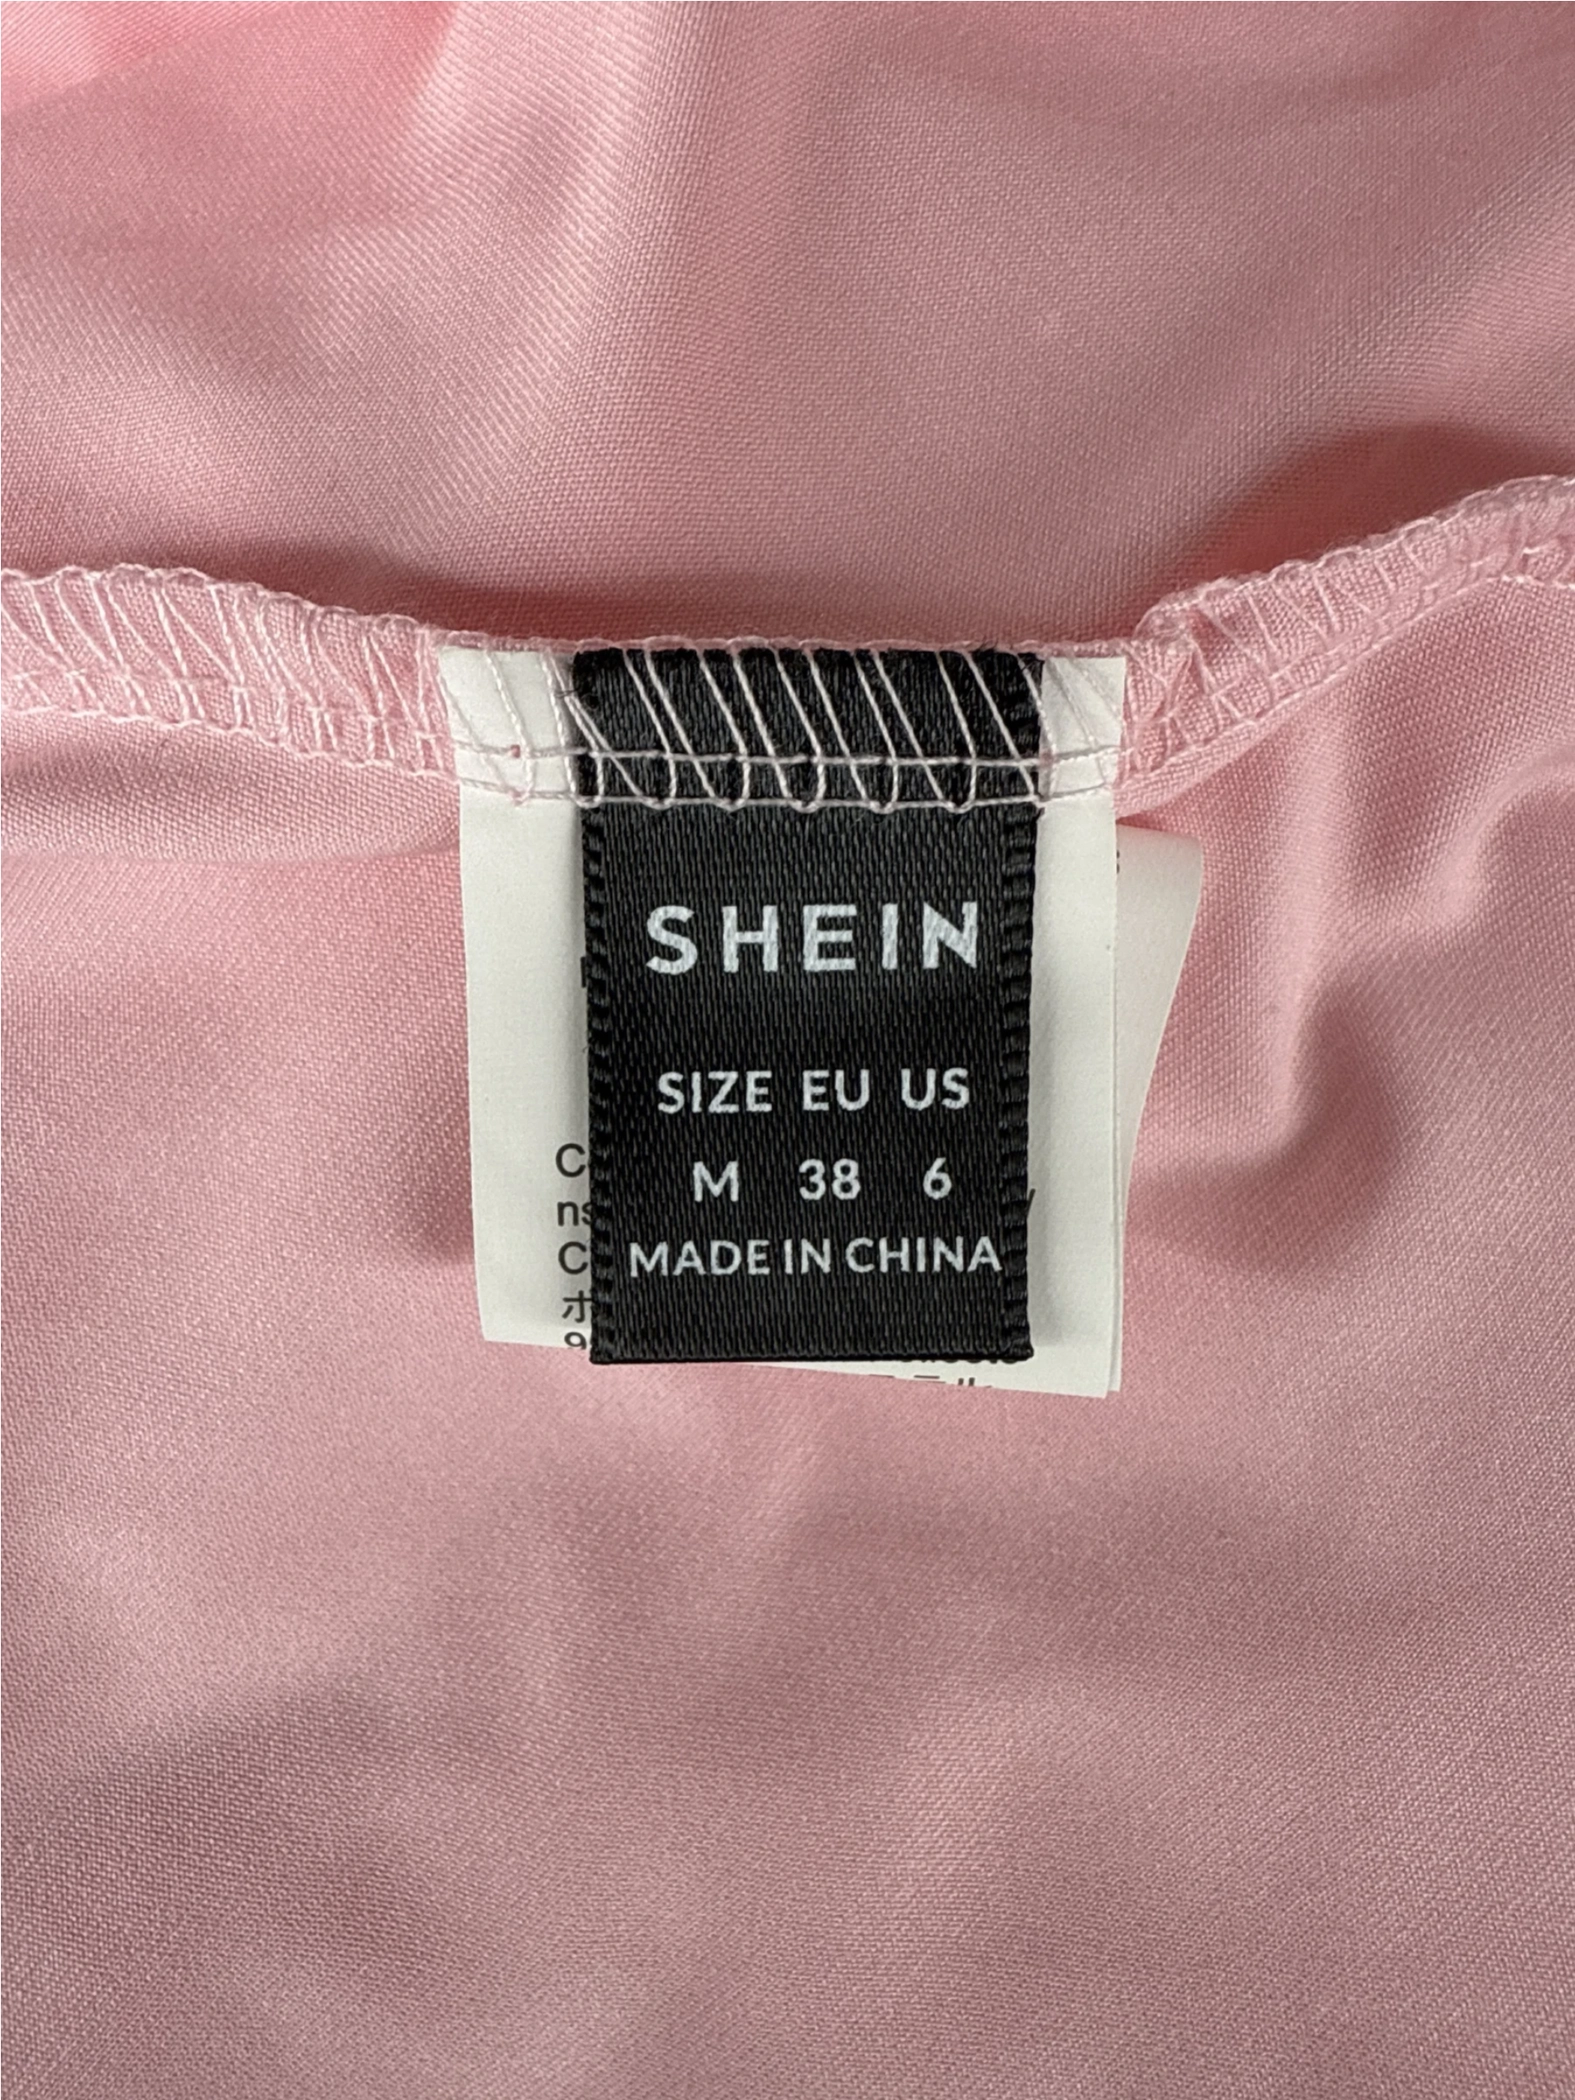 SHEIN
SIZE EU US
M 38 6
MADE IN CHINA